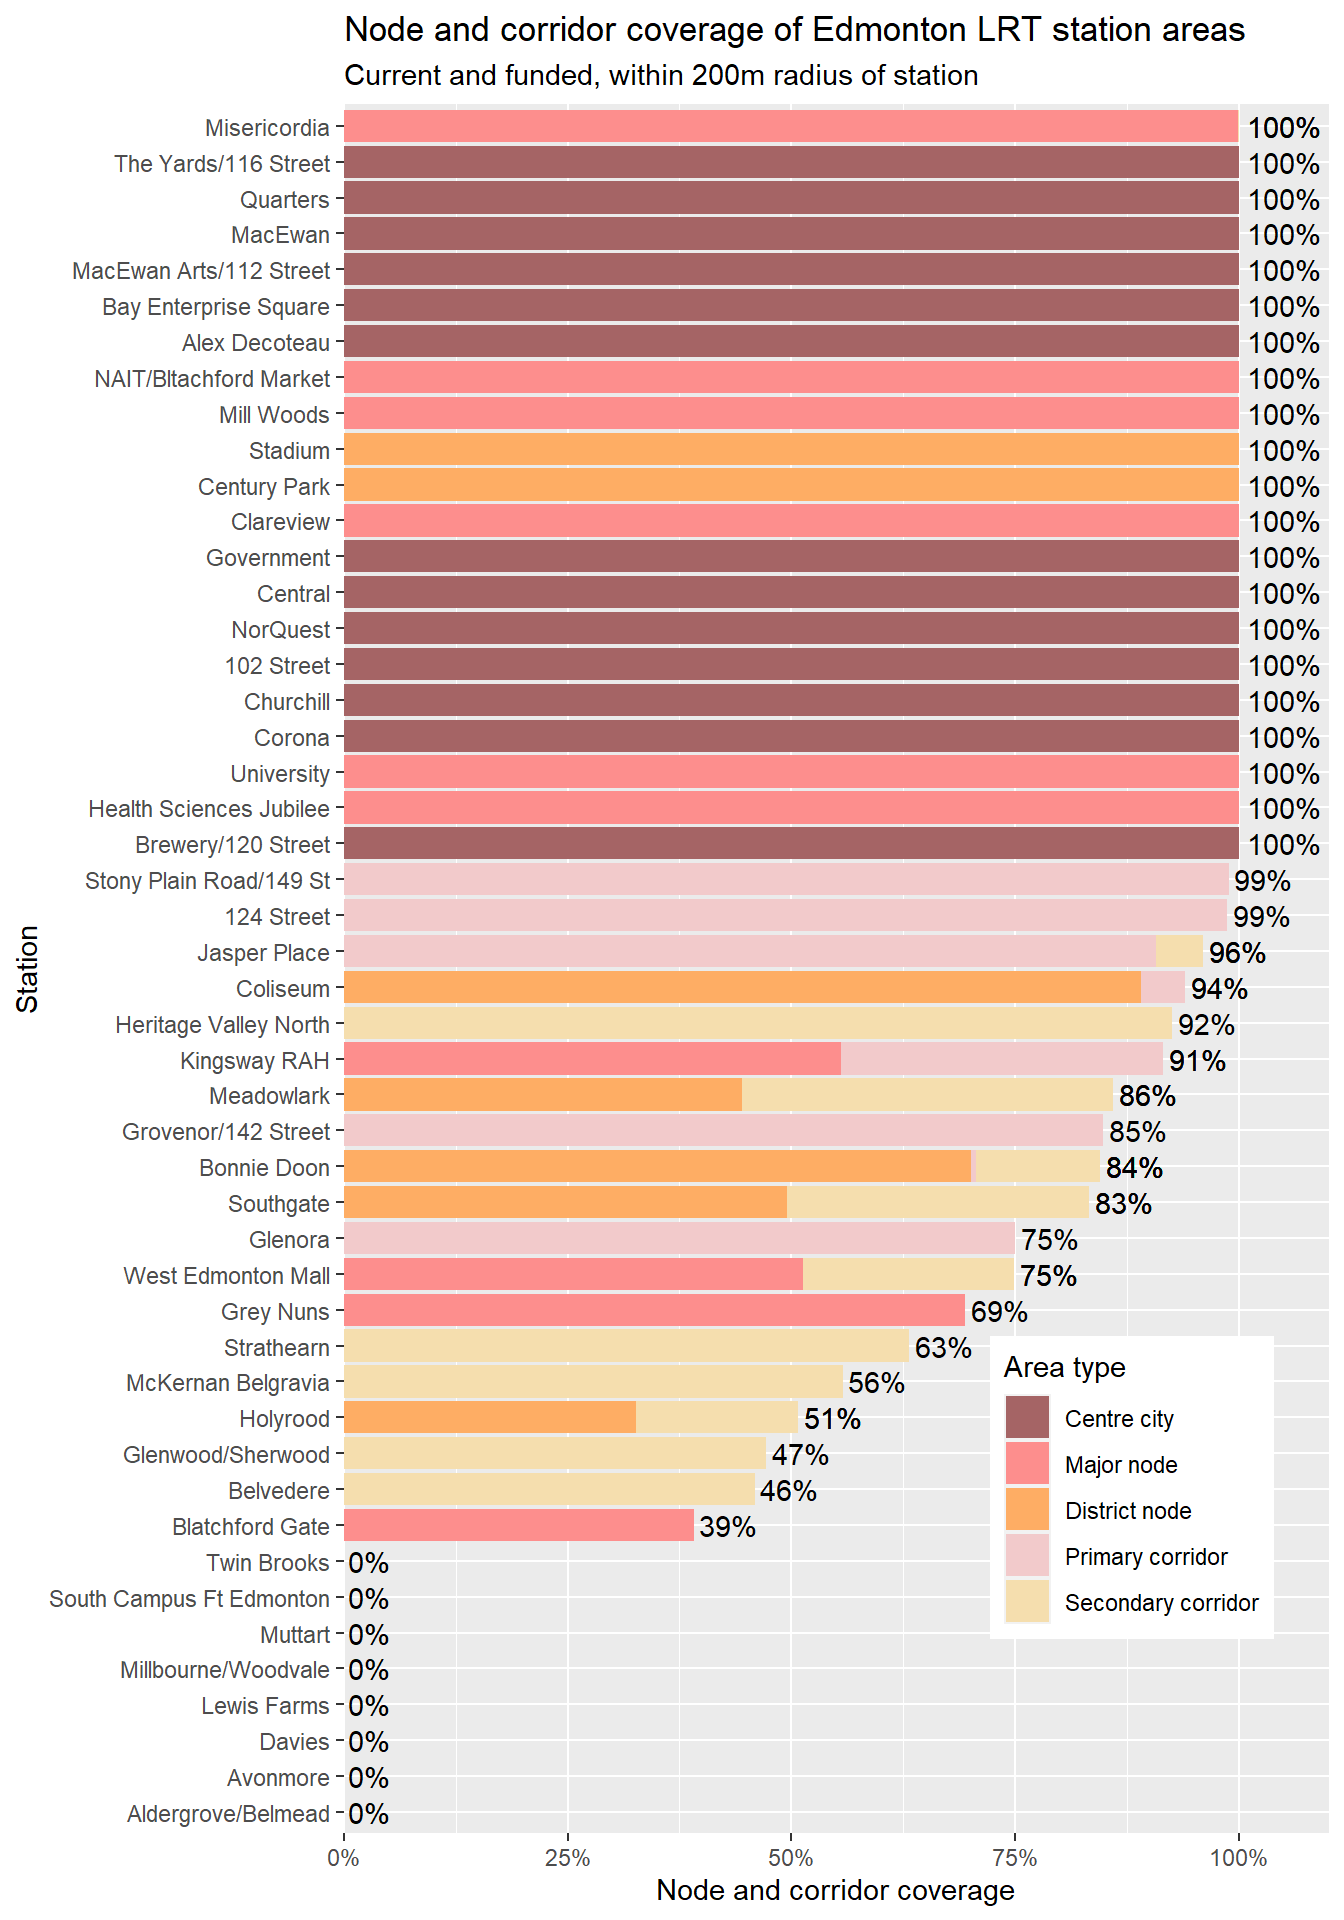 Node and corridor coverage of Edmonton LRT station areas
Current and funded, within 200m radius of station
Misericordia 100%
The Yards/116 Street 100%
Quarters 100%
MacEwan 100%
MacEwan Arts/112 Street 100%
Bay Enterprise Square 100%
Alex Decoteau 100%
NAIT/Bltachford Market 100%
Mill Woods 100%
Stadium 100%
Century Park 100%
Clareview 100%
Government 100%
Central 100%
NorQuest 100%
102 Street 100%
Churchill 100%
Corona 100%
University 100%
Health Sciences Jubilee 100%
Brewery/120 Street 100%
Stony Plain Road/149 St 99%
124 Street 99%
Jasper Place 96%
Coliseum 94%
Heritage Valley North 92%
Kingsway RAH 91%
Meadowlark 86%
Grovenor/142 Street 85%
Bonnie Doon 84%
Southgate 83%
Glenora 75%
West Edmonton Mall 75%
Grey Nuns 69%
Strathearn 63%
McKernan Belgravia 56%
Holyrood 51%
Glenwood/Sherwood 47%
Belvedere 46%
Blatchford Gate 39%
Twin Brooks 0%
South Campus Ft Edmonton 0%
Muttart 0%
Millbourne/Woodvale 0%
Lewis Farms 0%
Davies 0%
Avonmore 0%
Aldergrove/Belmead 0%
Station
Area type
Centre city
Major node
District node
Primary corridor
Secondary corridor
0% 25% 50% 75% 100%
Node and corridor coverage